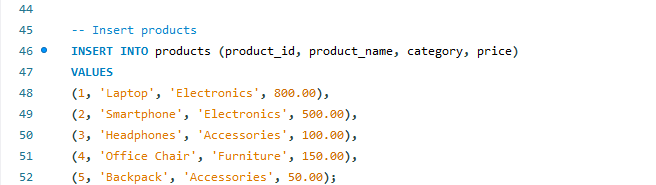 44
45 -- Insert products
46 INSERT INTO products (product_id, product_name, category, price)
47 VALUES
48 (1, 'Laptop', 'Electronics', 800.00),
49 (2, 'Smartphone', 'Electronics', 500.00),
50 (3, 'Headphones', 'Accessories', 100.00),
51 (4, 'Office Chair', 'Furniture', 150.00),
52 (5, 'Backpack', 'Accessories', 50.00);